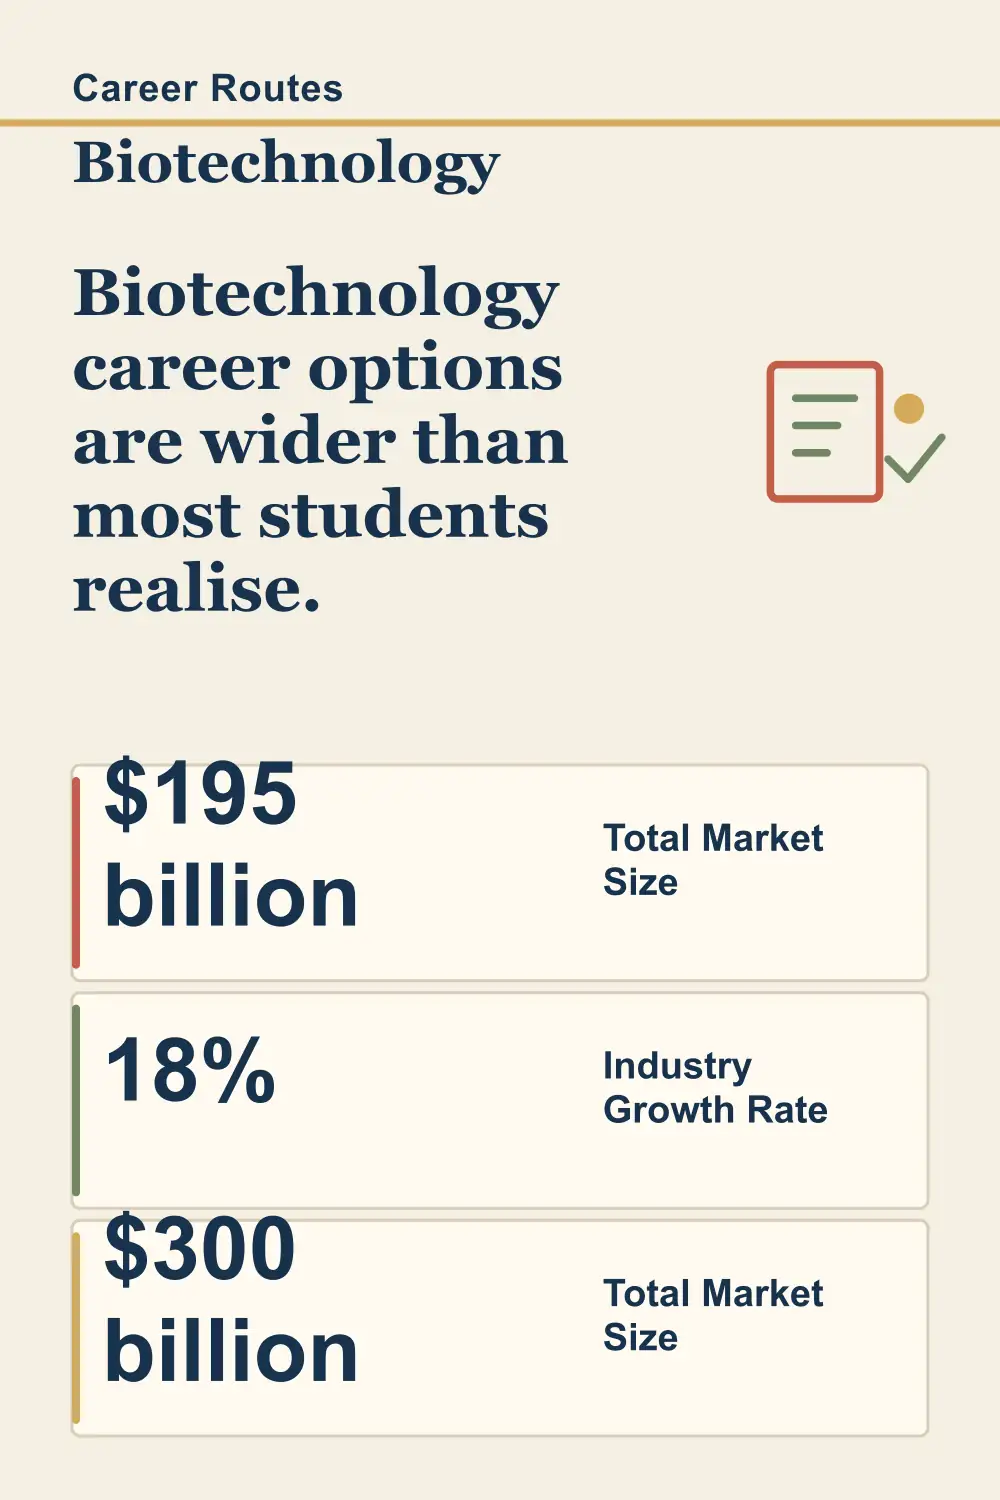 Career Routes
Biotechnology
Biotechnology
career options
are wider than
most students
realise.
$195
billion
Total Market
Size
18%
Industry
Growth Rate
$300
billion
Total Market
Size